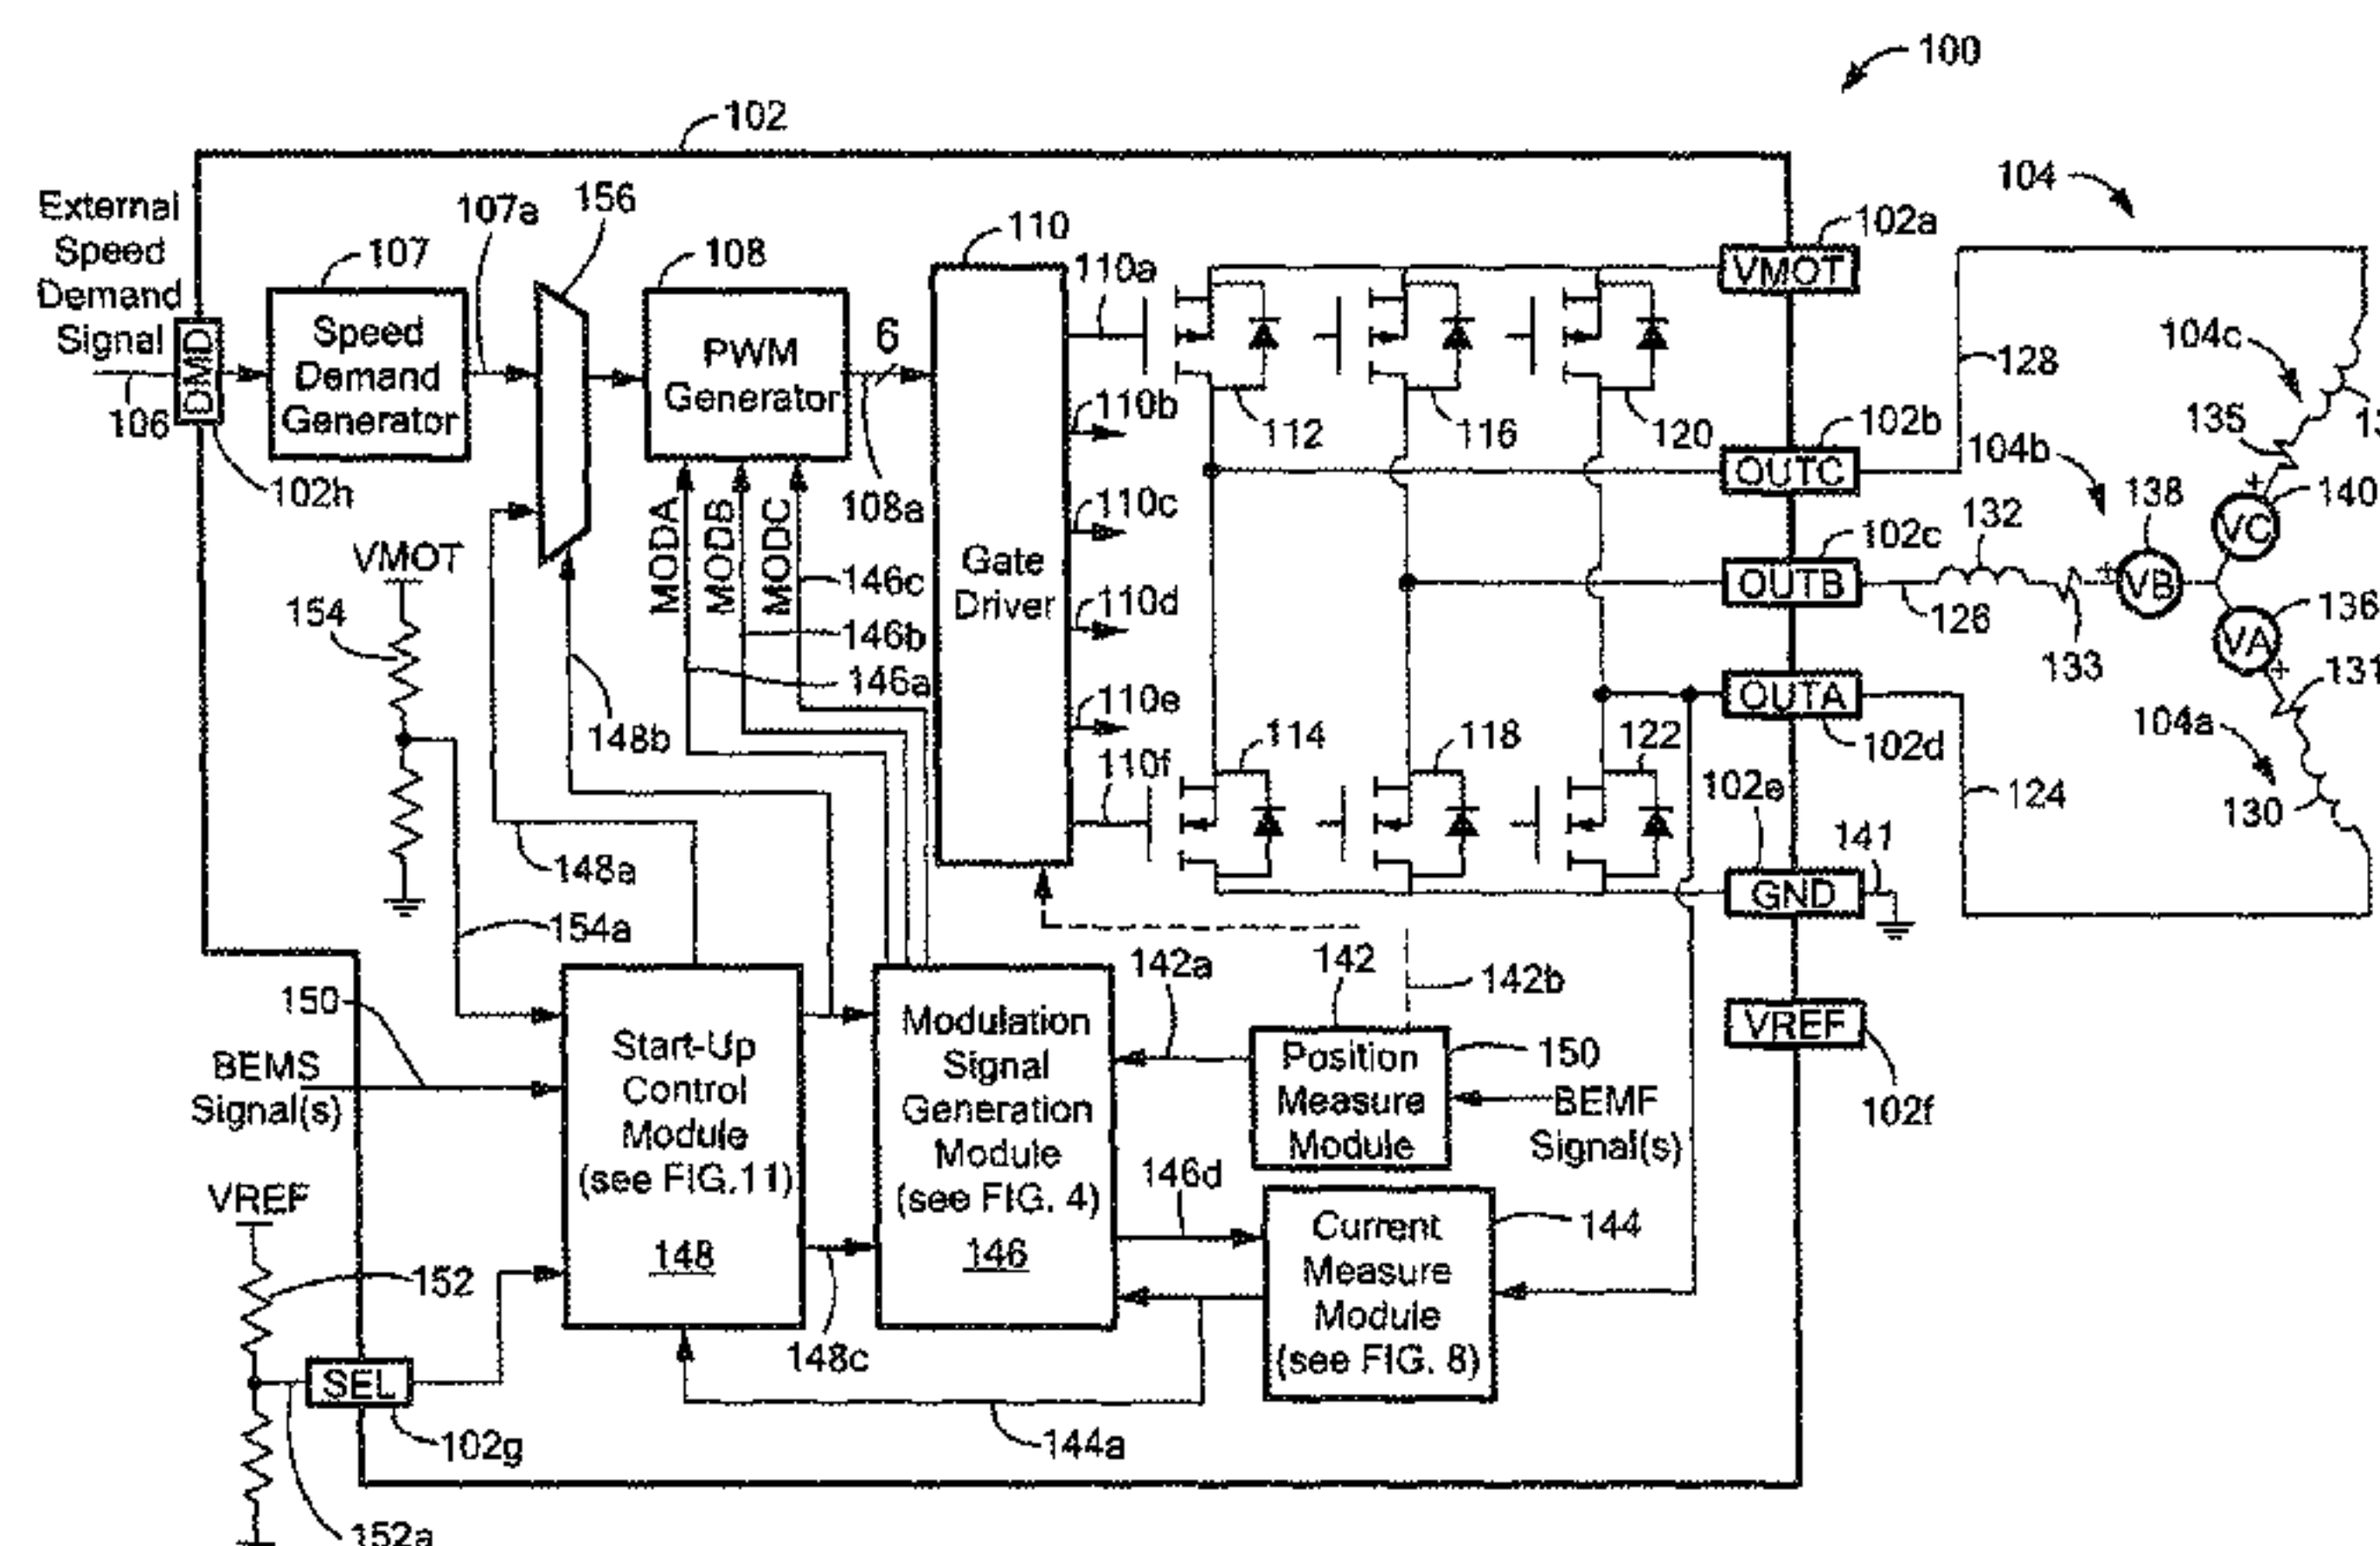 100
102
External
Speed
Demand
Signal
106
DMD
102h
107
Speed
Demand
Generator
107a
156
108
PWM
Generator
6
108a
110
Gate
Driver
110a
110b
110c
110d
110e
110f
112
116
120
114
118
122
102a
VMOT
102b
OUTC
102c
OUTB
OUTA
102d
102e
GND
141
VREF
102f
104
128
104c
135
104b
138
VB
140
VC
132
126
133
136
VA
131
104a
130
124
VMOT
154
154a
MODA
MODB
MODC
146c
146b
146a
148b
148a
150
BEMS
Signal(s)
Start-Up
Control
Module
(see FIG.11)
148
148c
Modulation
Signal
Generation
Module
(see FIG. 4)
146
142a
142
142b
Position
Measure
Module
150
BEMF
Signal(s)
146d
Current
Measure
Module
(see FIG. 8)
144
144a
VREF
152
SEL
102g
152a